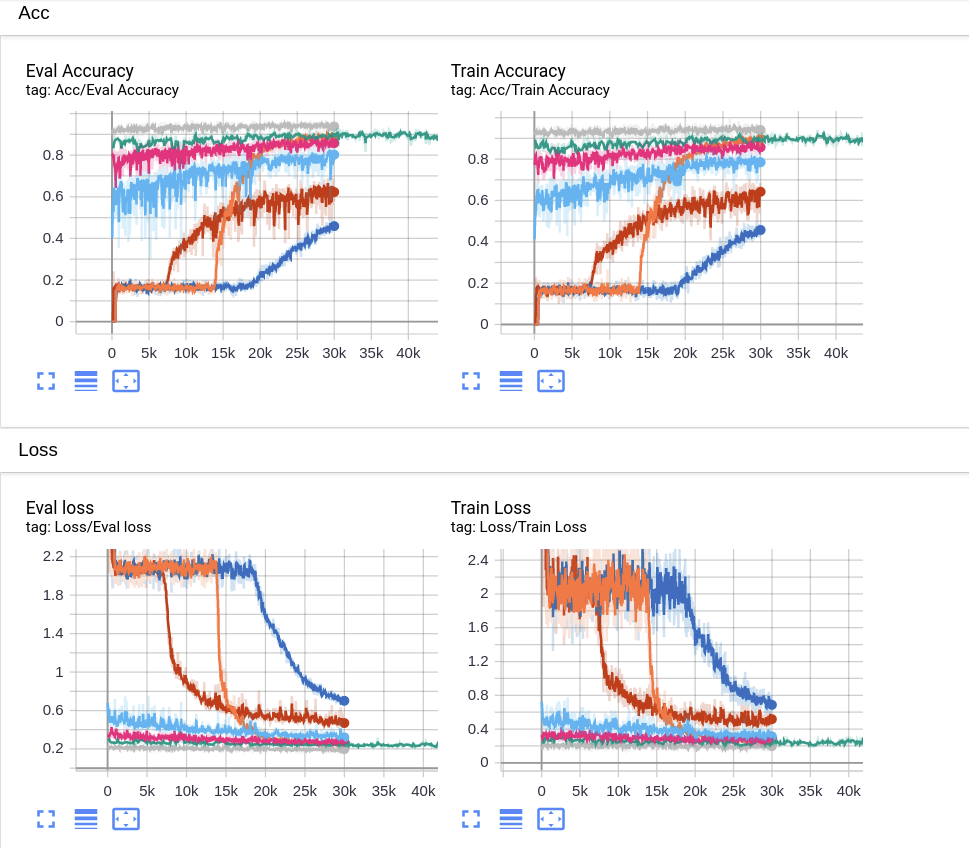 Acc
Eval Accuracy
tag: Acc/Eval Accuracy
0.8
0.6
0.4
0.2
0
0 5k 10k 15k 20k 25k 30k 35k 40k
Train Accuracy
tag: Acc/Train Accuracy
0.8
0.6
0.4
0.2
0
0 5k 10k 15k 20k 25k 30k 35k 40k
Loss
Eval loss
tag: Loss/Eval loss
2.2
1.8
1.4
1
0.6
0.2
0 5k 10k 15k 20k 25k 30k 35k 40k
Train Loss
tag: Loss/Train Loss
2.4
2
1.6
1.2
0.8
0.4
0
0 5k 10k 15k 20k 25k 30k 35k 40k